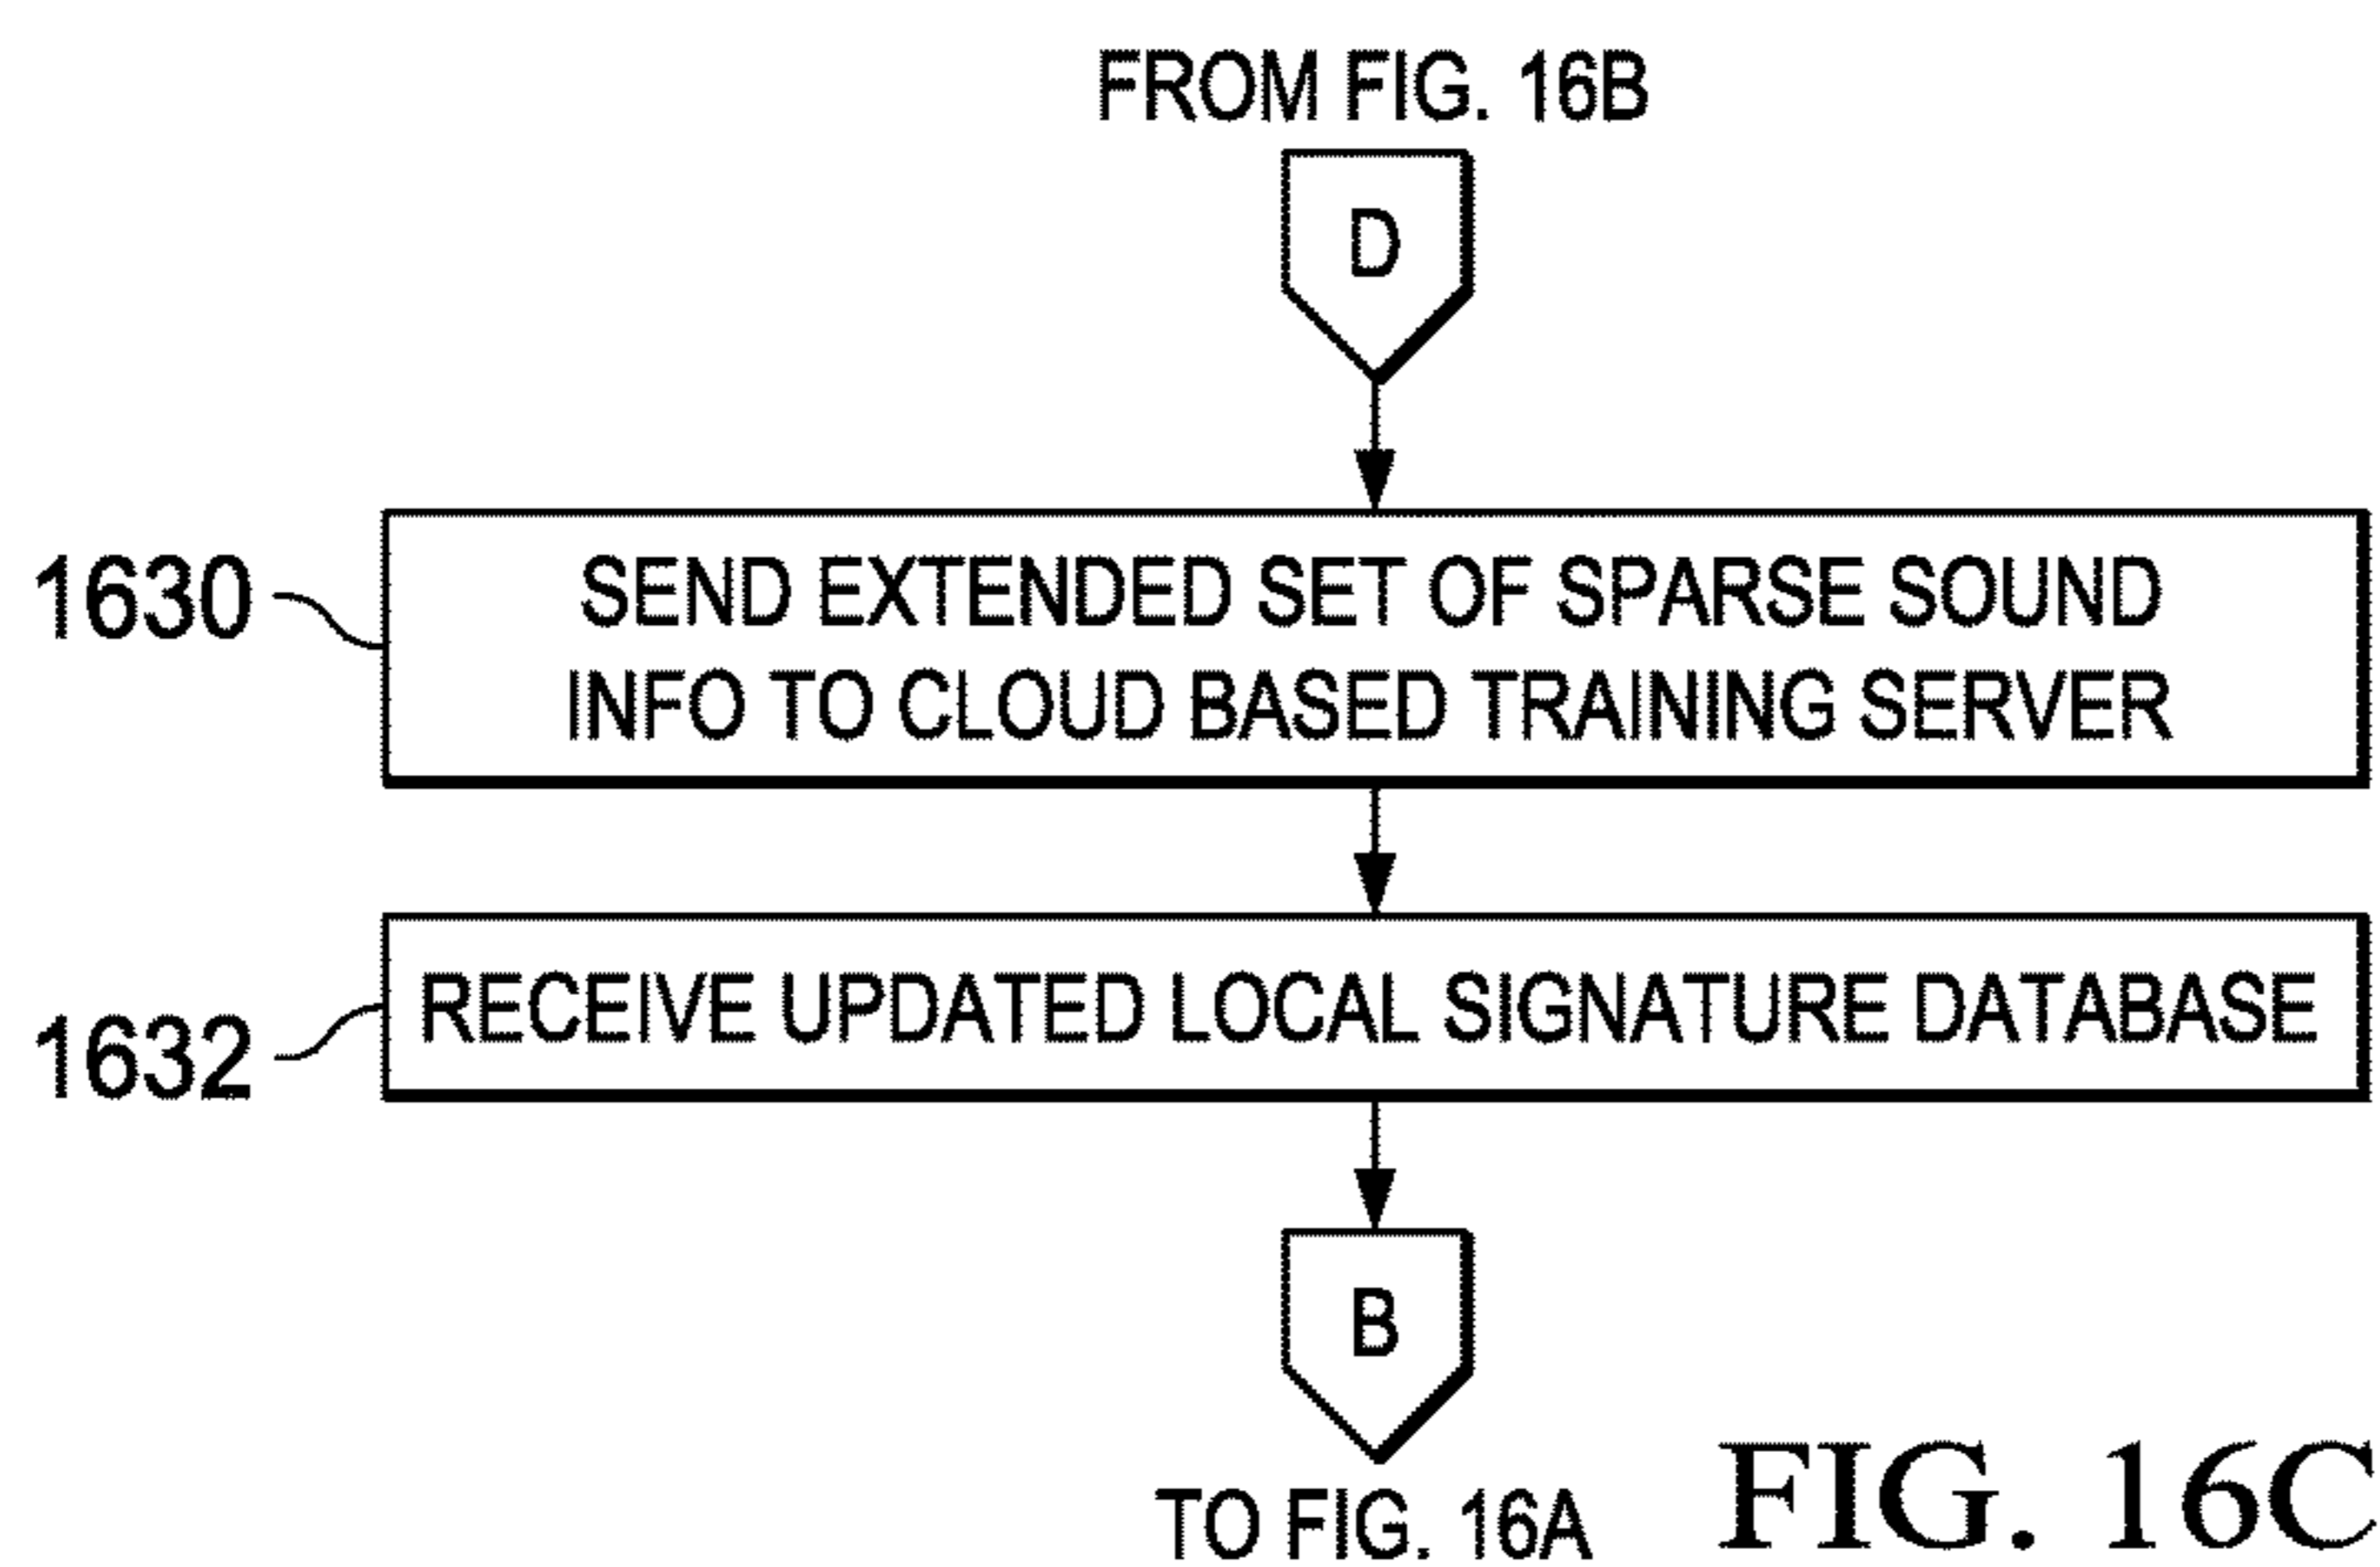 FROM FIG. 16B
D
1630
SEND EXTENDED SET OF SPARSE SOUND
INFO TO CLOUD BASED TRAINING SERVER
1632
RECEIVE UPDATED LOCAL SIGNATURE DATABASE
B
TO FIG. 16A
FIG. 16C